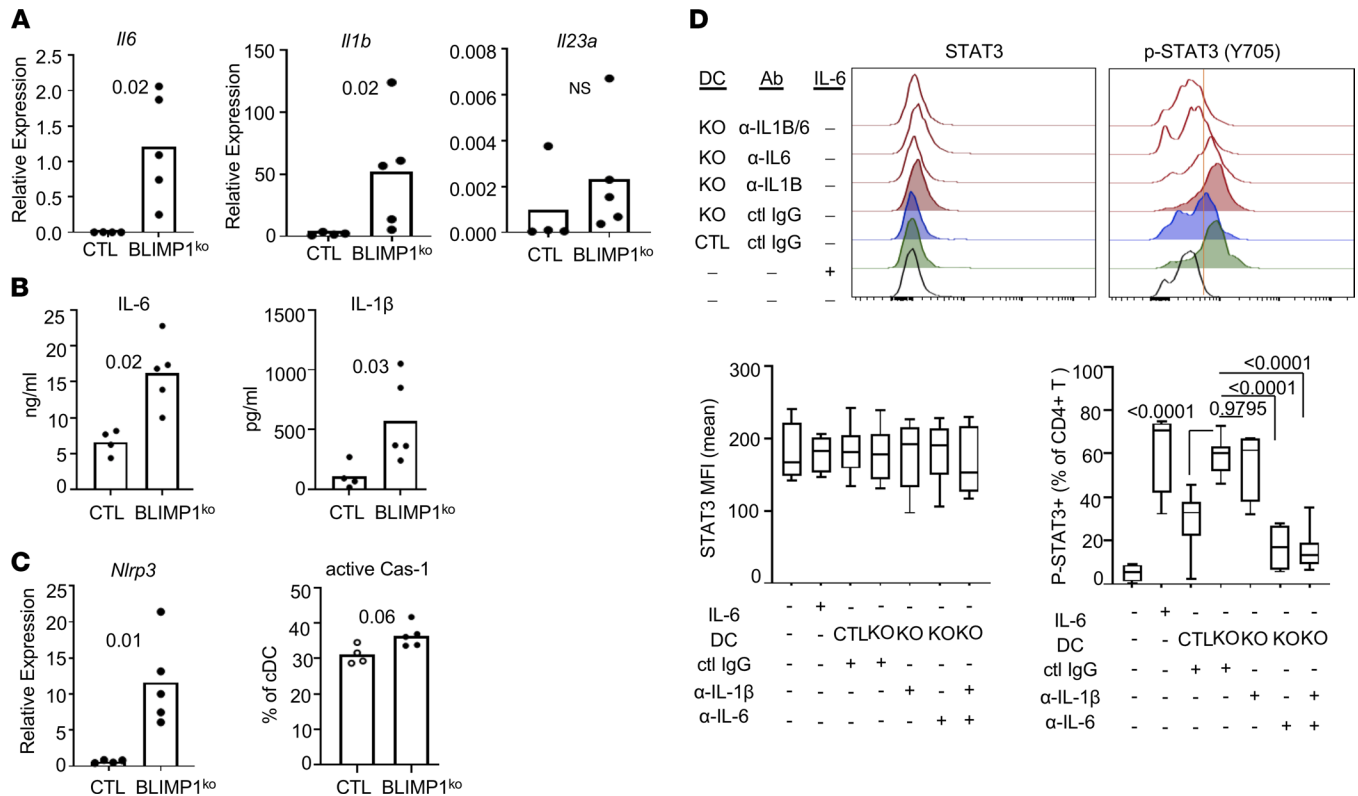 A
Il6
Relative Expression
2.5
2.0
1.5
1.0
0.5
0.0
0.02
CTL BLIMP1ko
Il1b
Relative Expression
150
100
50
0
0.02
CTL BLIMP1ko
Il23a
0.008
0.006
0.004
0.002
0.000
NS
CTL BLIMP1ko
B
IL-6
ng/ml
25
20
15
10
5
0
0.02
CTL BLIMP1ko
IL-1β
pg/ml
1500
1000
500
0
0.03
CTL BLIMP1ko
C
Nlrp3
Relative Expression
25
20
15
10
5
0
0.01
CTL BLIMP1ko
active Cas-1
% of cDC
50
40
30
20
10
0
0.06
CTL BLIMP1ko
D
STAT3
p-STAT3 (Y705)
DC Ab IL-6
KO α-IL1B/6 –
KO α-IL6 –
KO α-IL1B –
KO ctl IgG –
CTL ctl IgG –
– – +
– – –
STAT3 MFI (mean)
300
200
100
0
IL-6 - + - - - - -
DC - - CTL KO KO KO KO
ctl IgG - - + + - - -
α-IL-1β - - - - + - +
α-IL-6 - - - - - + +
P-STAT3+ (% of CD4+ T )
100
80
60
40
20
0
<0.0001
<0.0001
<0.0001 0.9795
IL-6 - + - - - - -
DC - - CTL KO KO KO KO
ctl IgG - - + + - - -
α-IL-1β - - - - + - +
α-IL-6 - - - - - + +